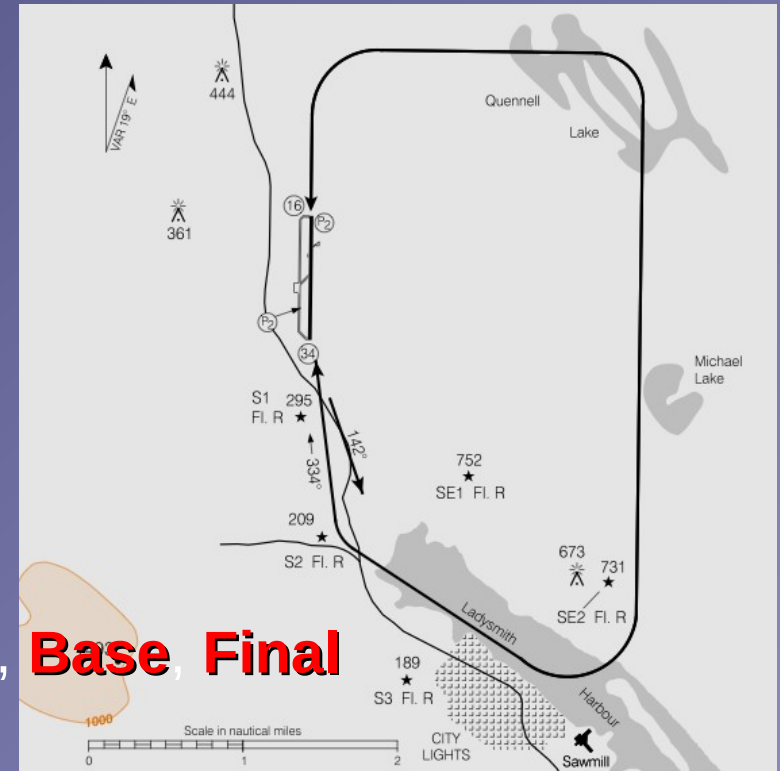 444
VAR 19° E
Quennell
Lake
361
16
P2
P2
34
Michael
Lake
S1 295
Fl. R
142°
334°
752
SE1 Fl. R
209
S2 Fl. R
673
731
SE2 Fl. R
Ladysmith
, Base, Final
189
S3 Fl. R
Harbour
1000
Scale in nautical miles
0 1 2
CITY
LIGHTS
Sawmill